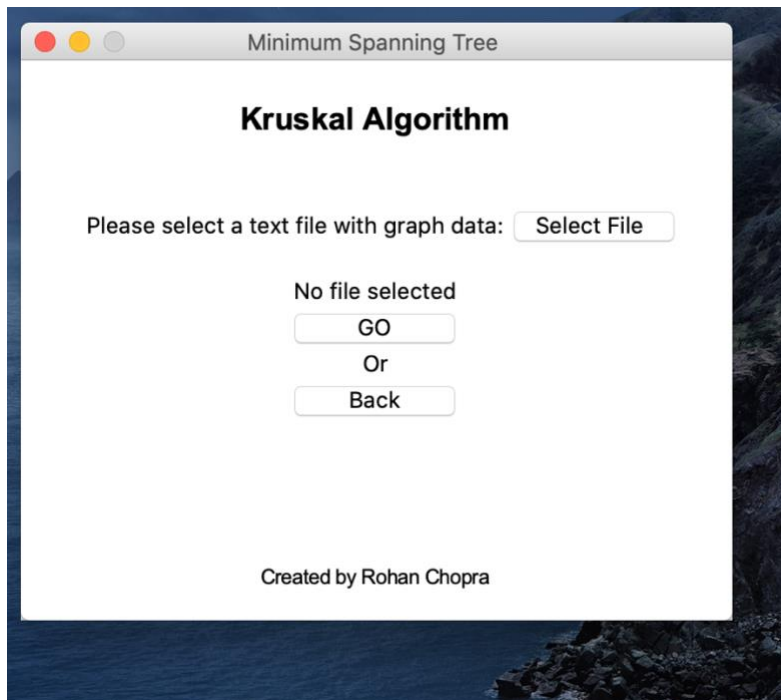 Minimum Spanning Tree
Kruskal Algorithm
Please select a text file with graph data: Select File
No file selected
GO
Or
Back
Created by Rohan Chopra